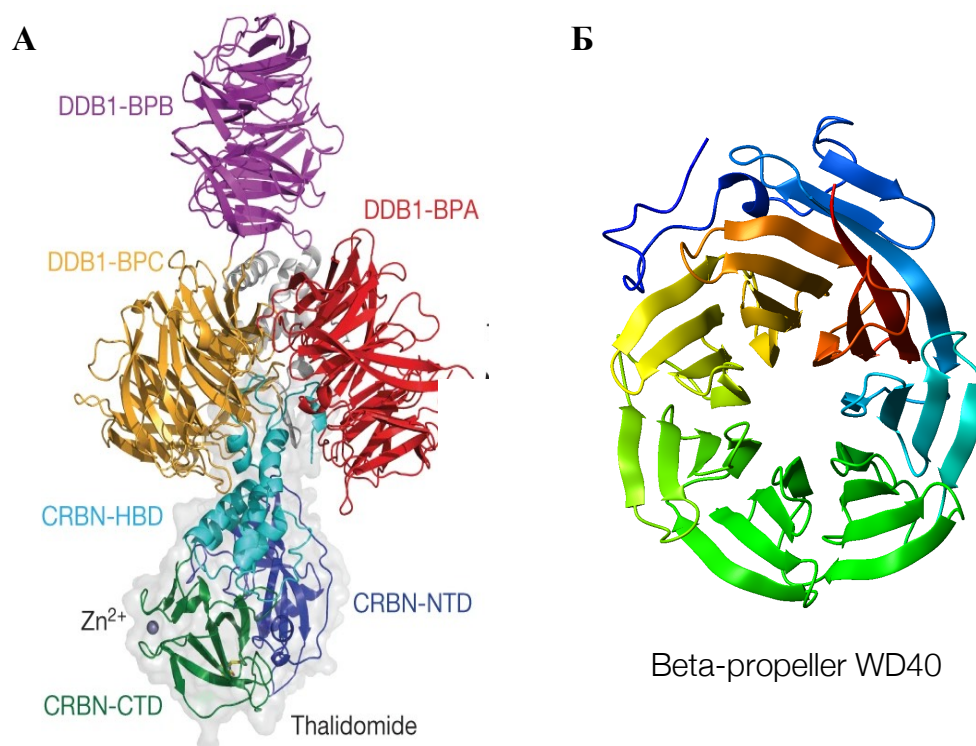 А
Б
DDB1-BPB
DDB1-BPA
DDB1-BPC
CRBN-HBD
CRBN-NTD
Zn²⁺
CRBN-CTD
Thalidomide
Beta-propeller WD40